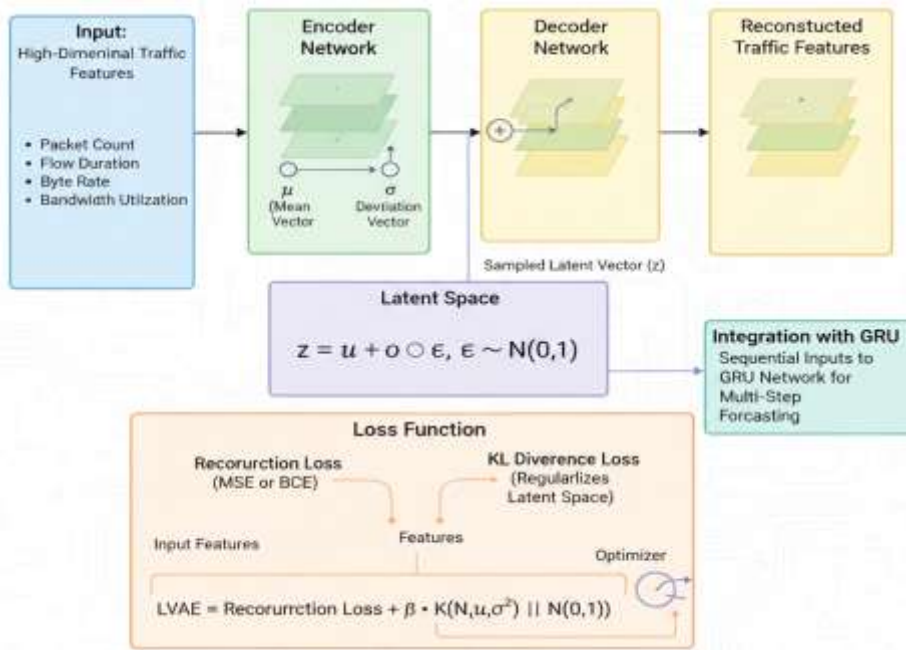 Input:
High-Dimeninal Traffic
Features
• Packet Count
• Flow Duration
• Byte Rate
• Bandwidth Utilzation
Encoder
Network
μ
(Mean
Vector
σ
Devtiation
Vector
Decoder
Network
Reconstucted
Traffic Features
Sampled Latent Vector (z)
Latent Space
z = u + o ○ ϵ, ϵ ~ N(0,1)
Integration with GRU
Sequential Inputs to
GRU Network for
Multi-Step
Forcasting
Loss Function
Recorurction Loss
(MSE or BCE)
KL Diverence Loss
(Regularlizes
Latent Space)
Input Features
Features
Optimizer
LVAE = Recorurrction Loss + β • K(N,u,σ²) || N(0,1))